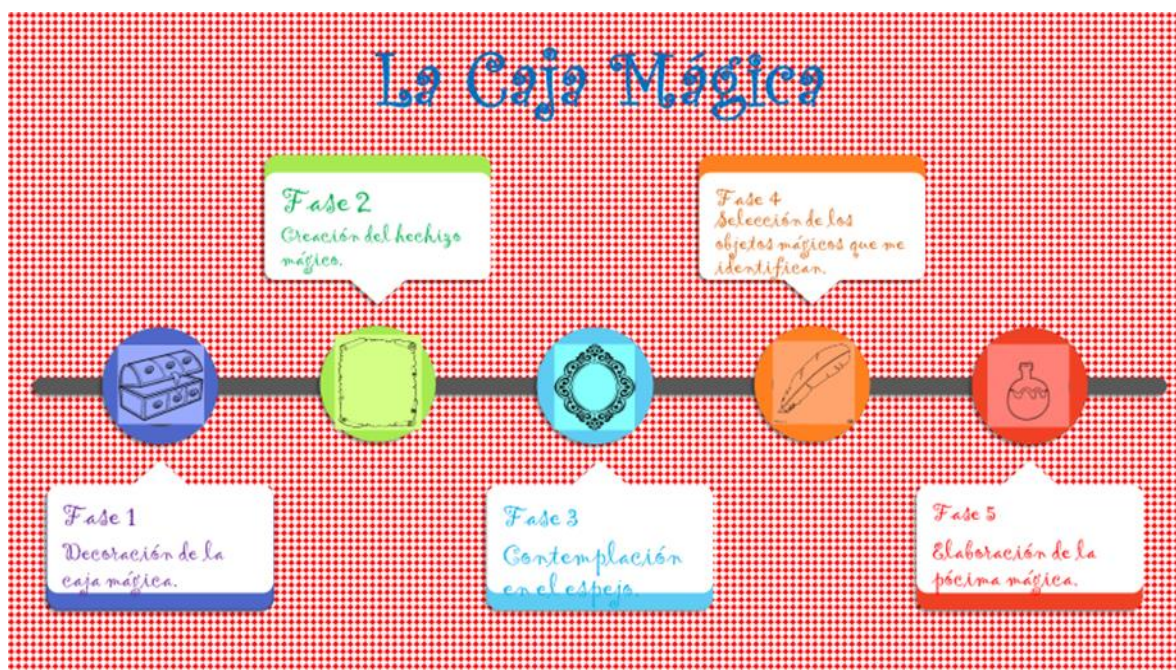 La Caja Mágica
Fase 1
Decoración de la
caja mágica.
Fase 2
Creación del hechizo
mágico.
Fase 3
Contemplación
en el espejo.
Fase 4
Selección de los
objetos mágicos que me
identifican.
Fase 5
Elaboración de la
pócima mágica.